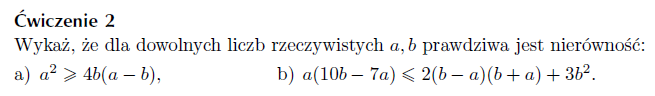 Ćwiczenie 2
Wykaż, że dla dowolnych liczb rzeczywistych a, b prawdziwa jest nierówność:
a) a² ⩾ 4b(a − b), b) a(10b − 7a) ⩽ 2(b − a)(b + a) + 3b².